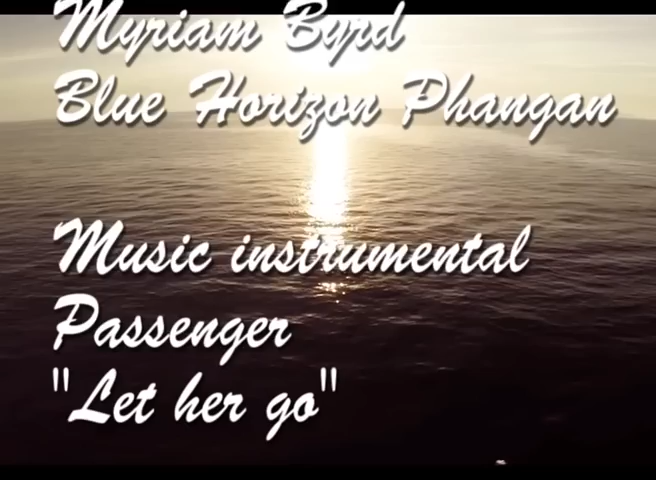 Myriam Byrd
Blue Horizon Phangan
Music instrumental
Passenger
"Let her go"